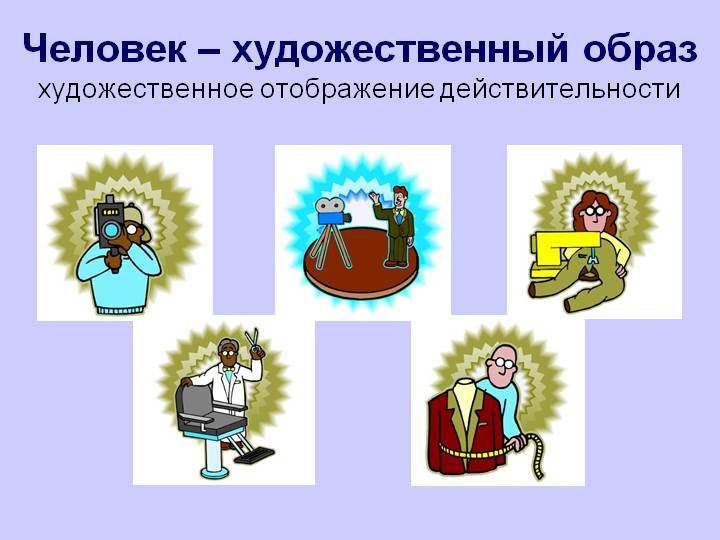 Человек – художественный образ
художественное отображение действительности